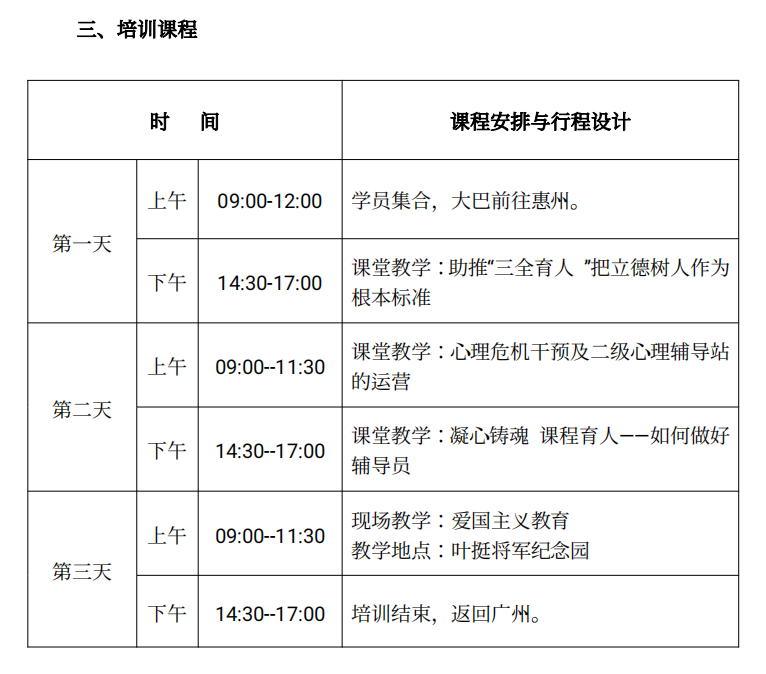 三、培训课程
时 间
课程安排与行程设计
第一天
上午
09:00-12:00
学员集合，大巴前往惠州。
下午
14:30-17:00
课堂教学：助推“三全育人 ”把立德树人作为
根本标准
第二天
上午
09:00--11:30
课堂教学：心理危机干预及二级心理辅导站
的运营
下午
14:30--17:00
课堂教学：凝心铸魂 课程育人——如何做好
辅导员
第三天
上午
09:00--11:30
现场教学：爱国主义教育
教学地点：叶挺将军纪念园
下午
14:30--17:00
培训结束，返回广州。